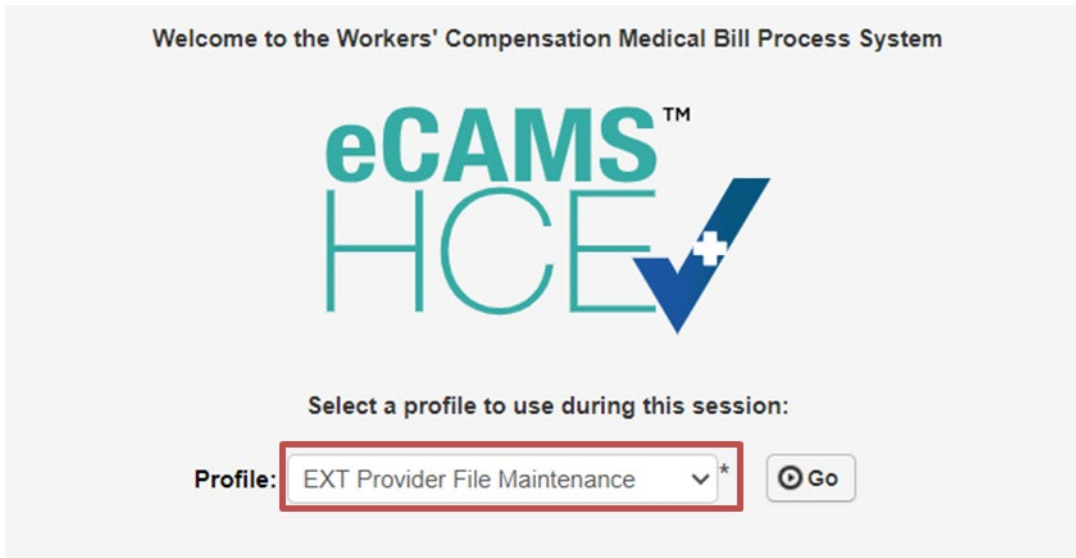 Welcome to the Workers' Compensation Medical Bill Process System
eCAMS™
HCE
Select a profile to use during this session:
Profile: EXT Provider File Maintenance * Go